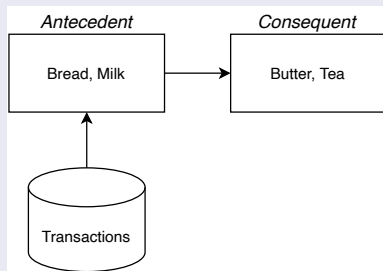 Antecedent
Consequent
Bread, Milk
Butter, Tea
Transactions